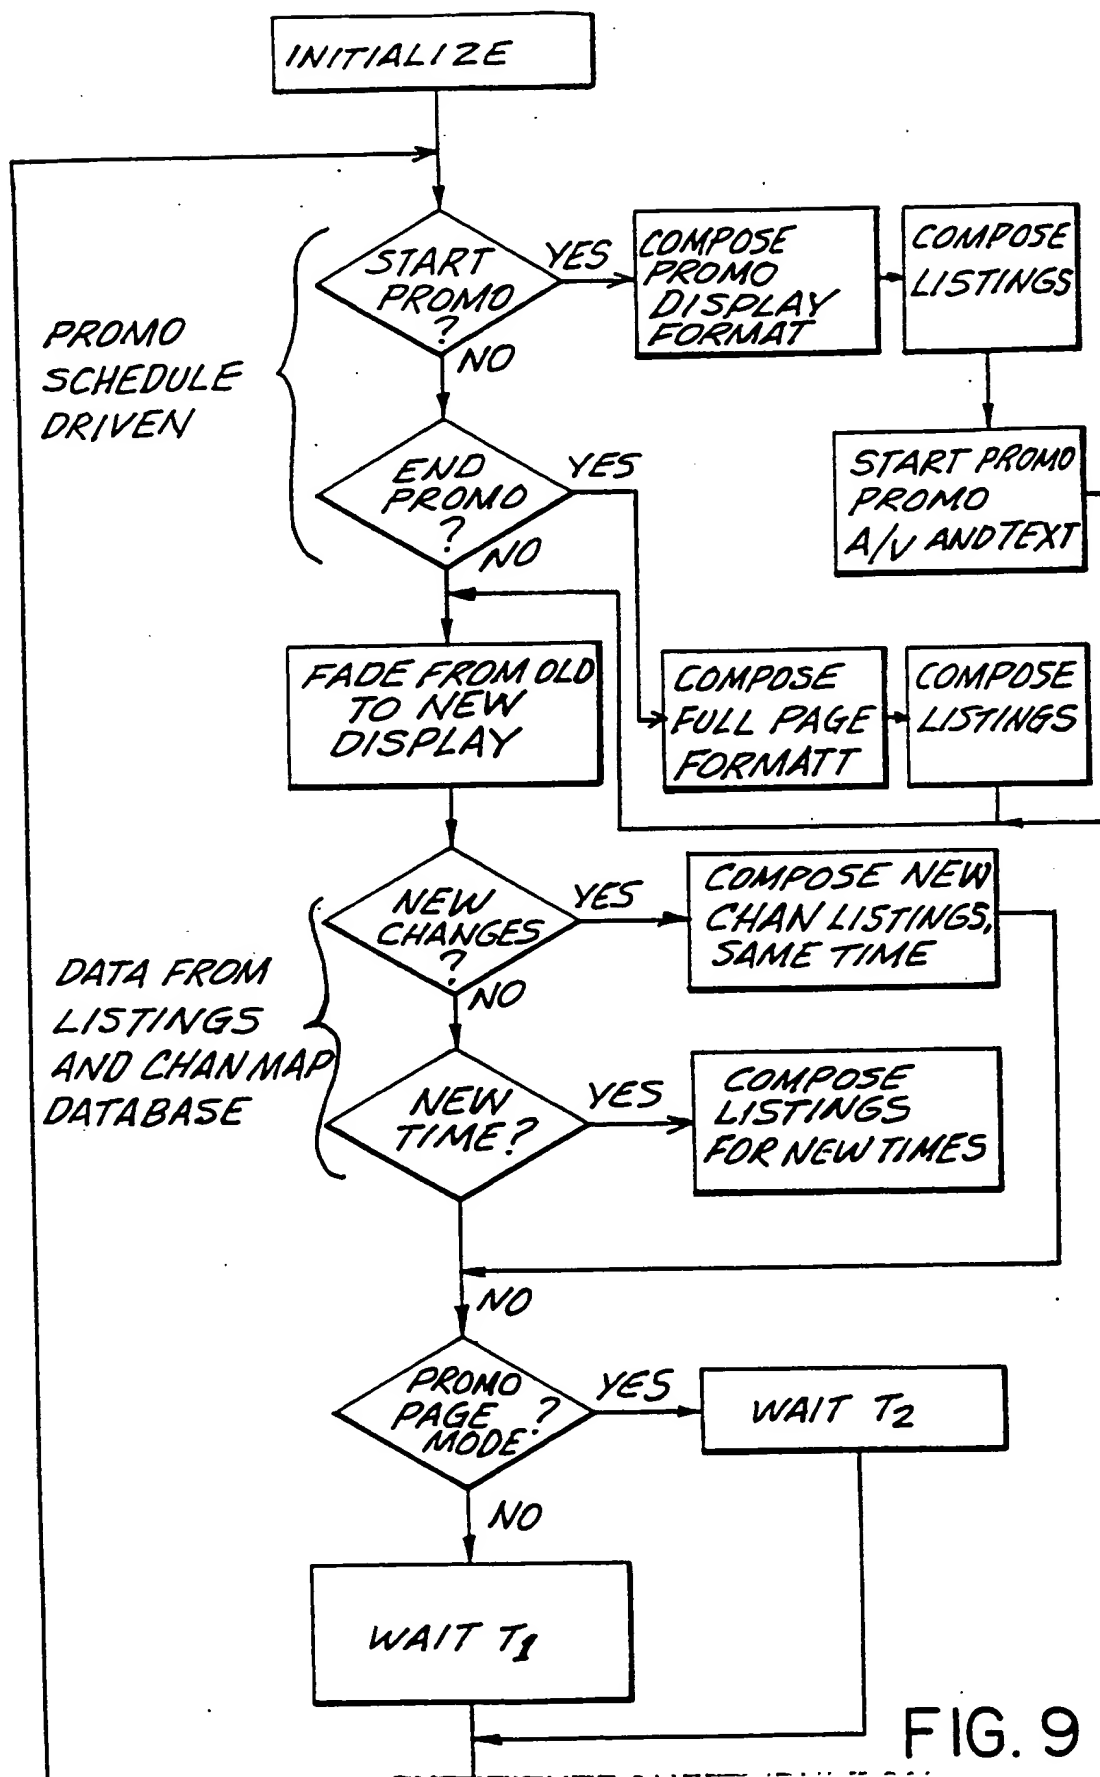 INITIALIZE
START
PROMO
?
YES
NO
COMPOSE
PROMO
DISPLAY
FORMAT
COMPOSE
LISTINGS
PROMO
SCHEDULE
DRIVEN
END
PROMO
?
YES
NO
START PROMO
PROMO
A/V AND TEXT
FADE FROM OLD
TO NEW
DISPLAY
COMPOSE
FULL PAGE
FORMATT
COMPOSE
LISTINGS
NEW
CHANGES
?
YES
NO
COMPOSE NEW
CHAN LISTINGS,
SAME TIME
DATA FROM
LISTINGS
AND CHAN MAP
DATABASE
NEW
TIME?
YES
COMPOSE
LISTINGS
FOR NEW TIMES
NO
PROMO
PAGE ?
MODE
YES
WAIT T2
NO
WAIT T1
FIG. 9